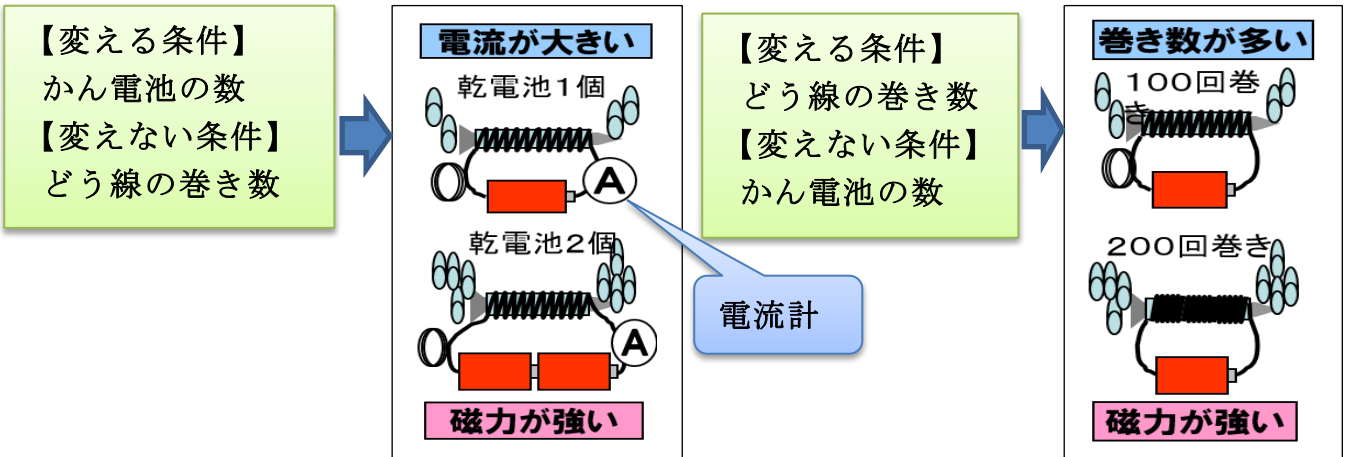 【変える条件】
かん電池の数
【変えない条件】
どう線の巻き数
電流が大きい
乾電池1個
A
乾電池2個
A
磁力が強い
電流計
【変える条件】
どう線の巻き数
【変えない条件】
かん電池の数
巻き数が多い
100回巻
き
200回巻き
磁力が強い